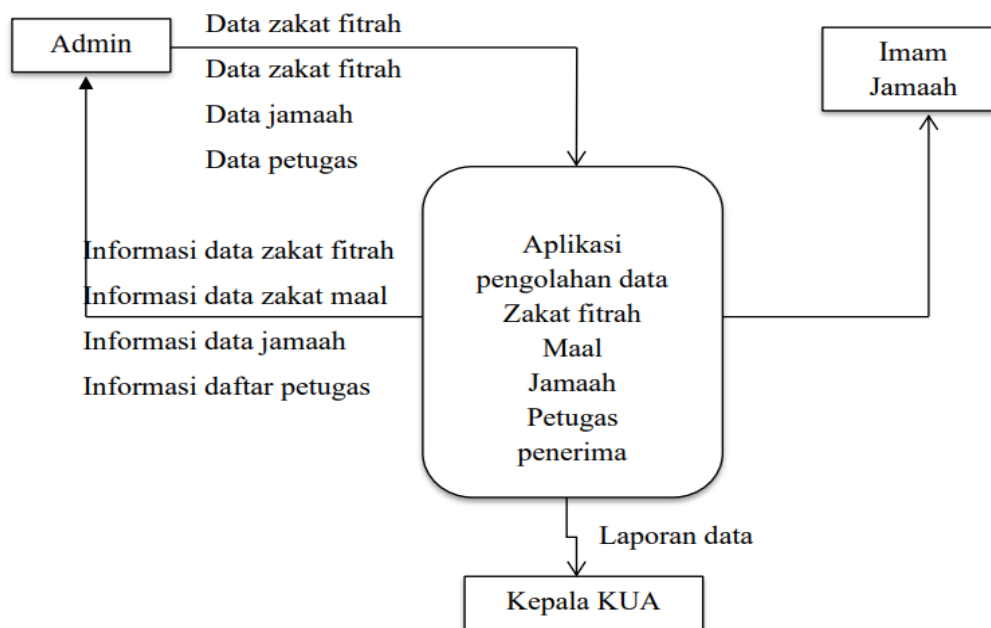 Admin
Data zakat fitrah
Data zakat fitrah
Data jamaah
Data petugas
Imam
Jamaah
Informasi data zakat fitrah
Informasi data zakat maal
Informasi data jamaah
Informasi daftar petugas
Aplikasi
pengolahan data
Zakat fitrah
Maal
Jamaah
Petugas
penerima
Laporan data
Kepala KUA